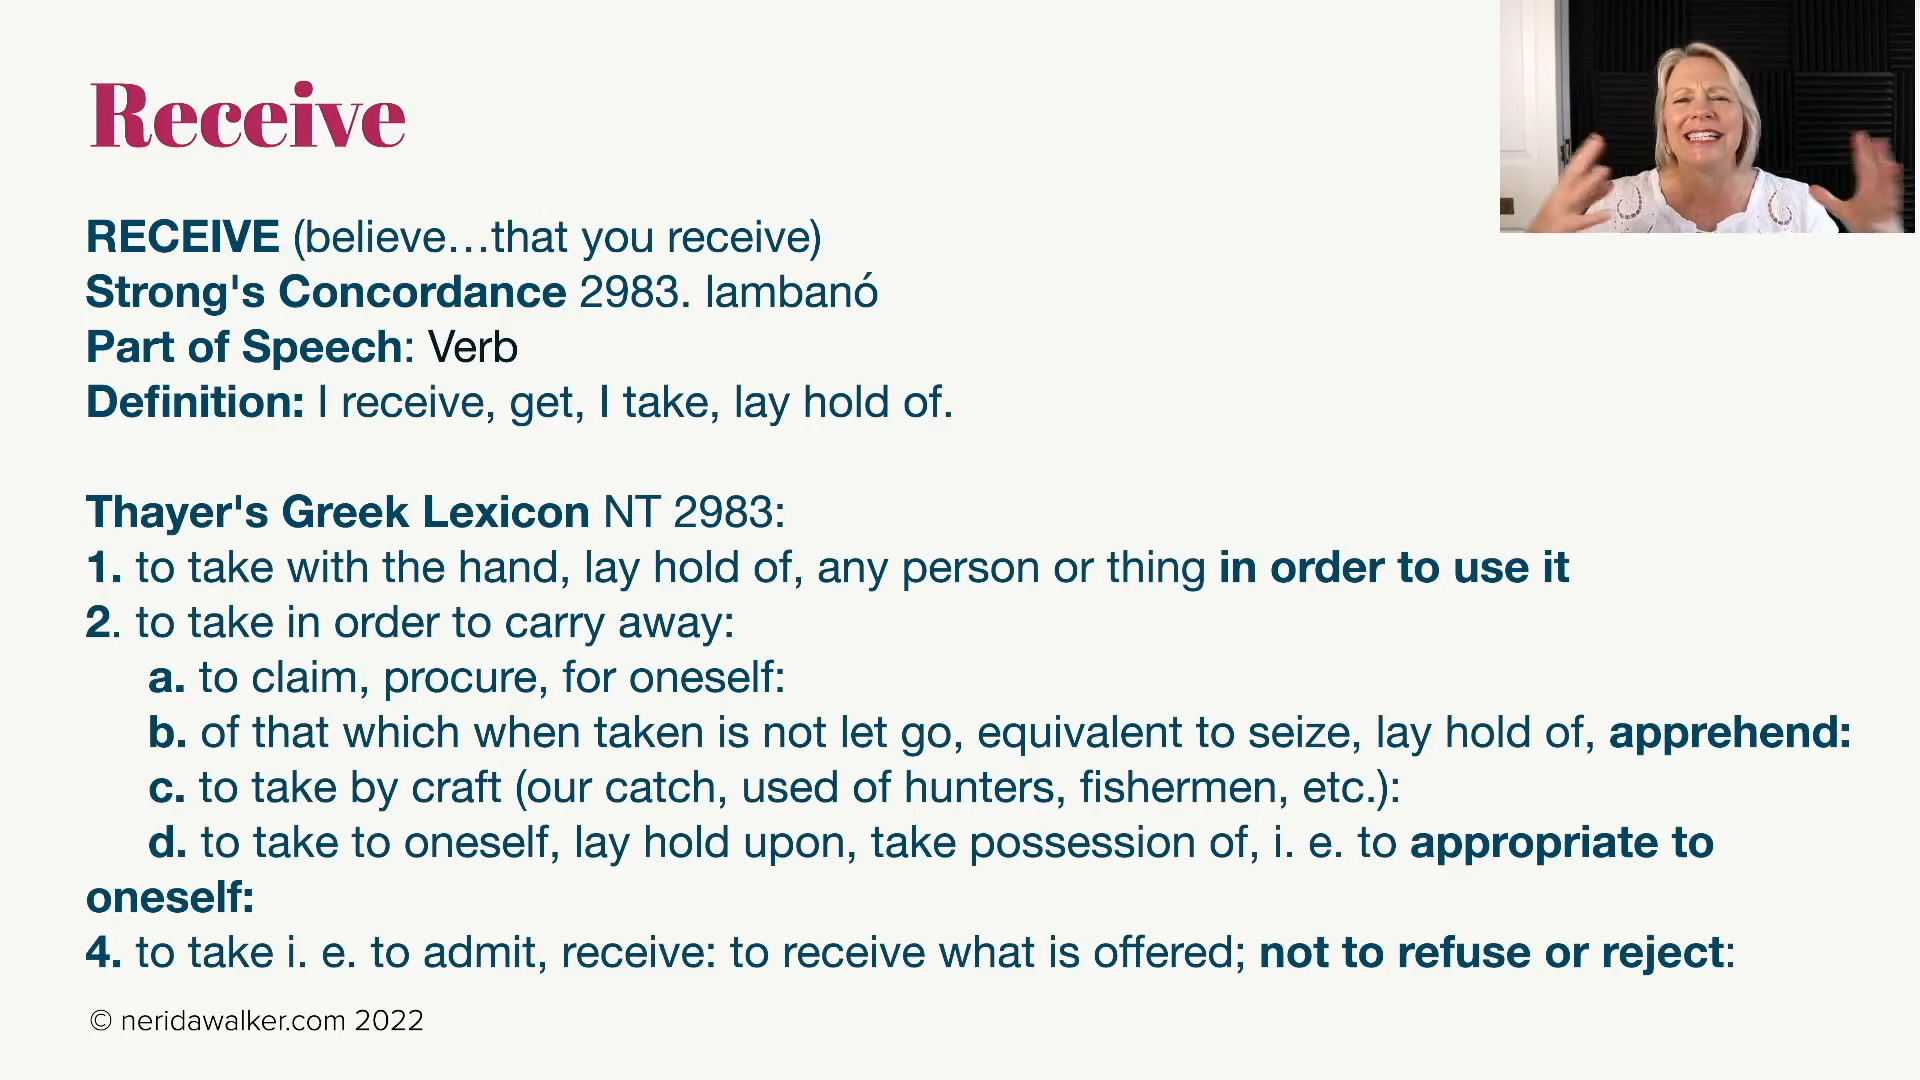 Receive
RECEIVE (believe...that you receive)
Strong's Concordance 2983. lambanó
Part of Speech: Verb
Definition: I receive, get, I take, lay hold of.
Thayer's Greek Lexicon NT 2983:
1. to take with the hand, lay hold of, any person or thing in order to use it
2. to take in order to carry away:
a. to claim, procure, for oneself:
b. of that which when taken is not let go, equivalent to seize, lay hold of, apprehend:
c. to take by craft (our catch, used of hunters, fishermen, etc.):
d. to take to oneself, lay hold upon, take possession of, i. e. to appropriate to
oneself:
4. to take i. e. to admit, receive: to receive what is offered; not to refuse or reject:
© neridawalker.com 2022